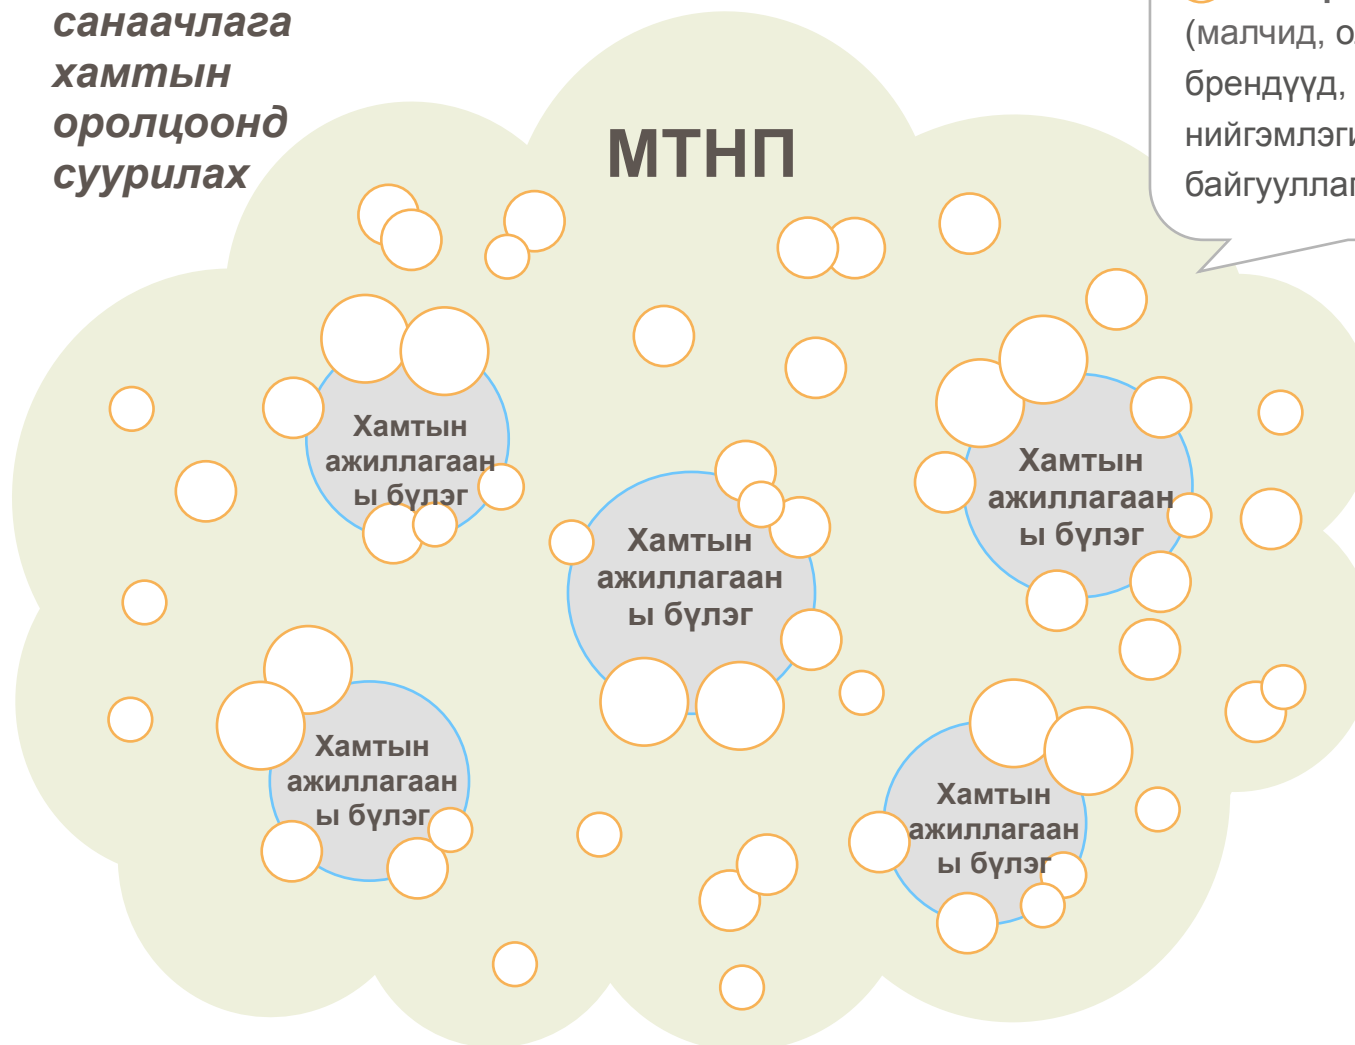 санаачлага
хамтын
оролцоонд
суурилах
МТНП
(малчид,
брендүүд,
Хамтын
ажиллагаан
ы бүлэг
Хамтын
ажиллагаан
ы бүлэг
Хамтын
ажиллагаан
ы бүлэг
Хамтын
ажиллагаан
ы бүлэг
Хамтын
ажиллагаан
ы бүлэг